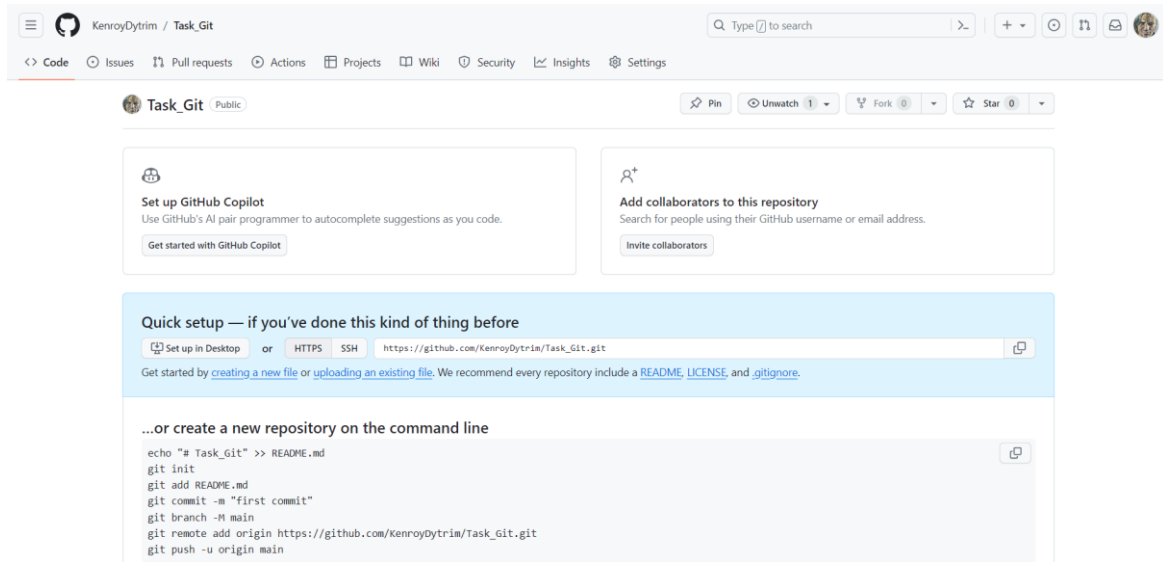 KenroyDytrim / Task_Git
Type / to search
Code Issues Pull requests Actions Projects Wiki Security Insights Settings
Task_Git Public
Pin Unwatch 1 Fork 0 Star 0
Set up GitHub Copilot
Use GitHub's AI pair programmer to autocomplete suggestions as you code.
Get started with GitHub Copilot
Add collaborators to this repository
Search for people using their GitHub username or email address.
Invite collaborators
Quick setup — if you've done this kind of thing before
Set up in Desktop or HTTPS SSH https://github.com/KenroyDytrim/Task_Git.git
Get started by creating a new file or uploading an existing file. We recommend every repository include a README, LICENSE, and .gitignore.
...or create a new repository on the command line
echo "# Task_Git" >> README.md
git init
git add README.md
git commit -m "first commit"
git branch -M main
git remote add origin https://github.com/KenroyDytrim/Task_Git.git
git push -u origin main